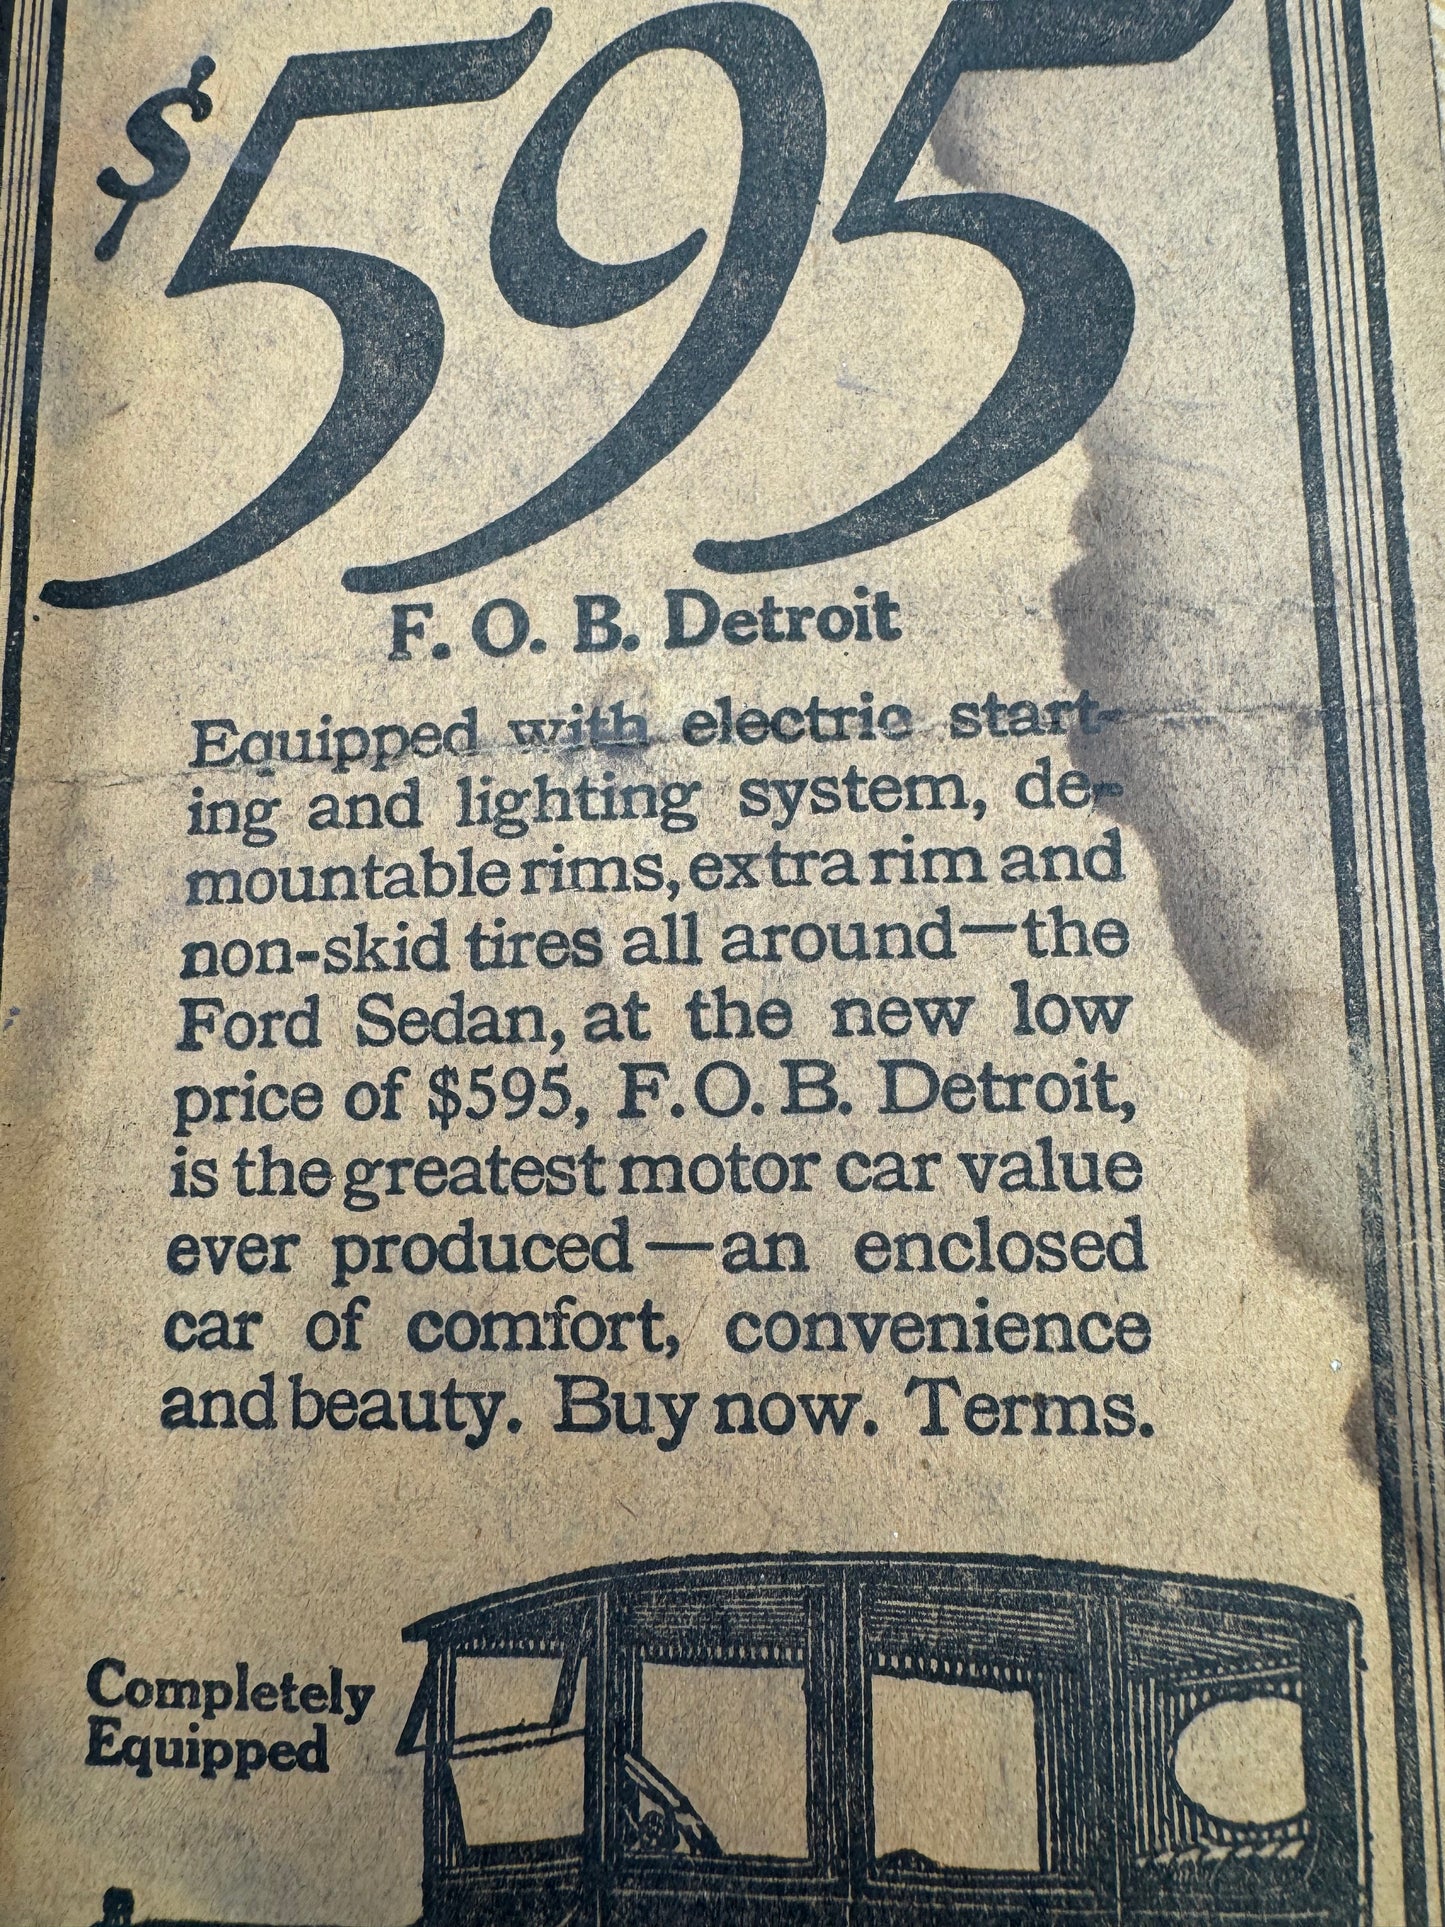 $595
F. O. B. Detroit
Equipped with electric start-
ing and lighting system, de-
mountable rims, extra rim and
non-skid tires all around—the
Ford Sedan, at the new low
price of $595, F. O. B. Detroit,
is the greatest motor car value
ever produced—an enclosed
car of comfort, convenience
and beauty. Buy now. Terms.
Completely
Equipped